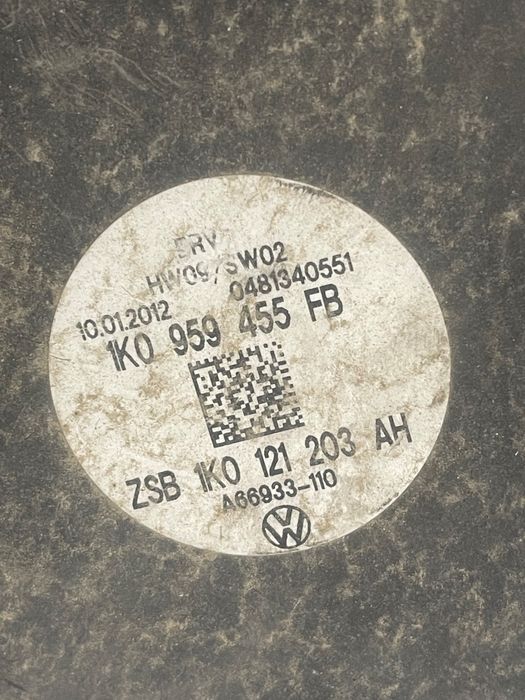 HW09/SW02
10.01.2012 0481340551
1K0 959 455 FB
ZSB 1K0 121 203 AH
A66933-110